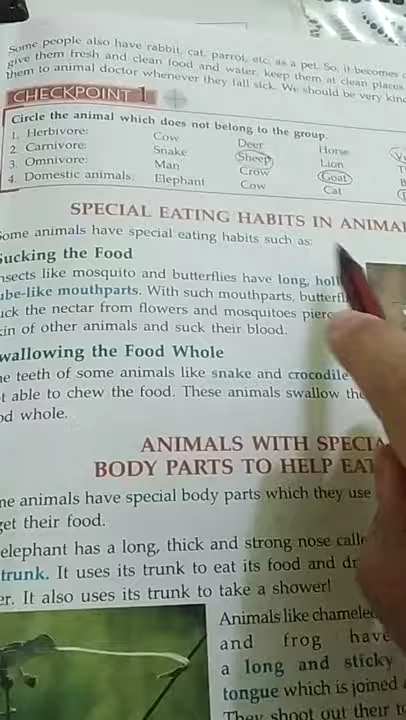 Some people also have rabbit, cat, parrot, etc. as a pet. So, it becomes
give them fresh and clean food and water, keep them at clean places
them to animal doctor whenever they fall sick. We should be very kind
CHECKPOINT 1
Circle the animal which does not belong to the group.
1. Herbivore: Cow Deer Horse
2. Carnivore: Snake Sheep Lion
3. Omnivore: Man Crow Goat
4. Domestic animals: Elephant Cow Cat
SPECIAL EATING HABITS IN ANIMA
Some animals have special eating habits such as:
Sucking the Food
nsects like mosquito and butterflies have long, holl
ube-like mouthparts. With such mouthparts, butterfl
uck the nectar from flowers and mosquitoes pierc
kin of other animals and suck their blood.
wallowing the Food Whole
he teeth of some animals like snake and crocodile
t able to chew the food. These animals swallow the
od whole.
ANIMALS WITH SPECIA
BODY PARTS TO HELP EAT
me animals have special body parts which they use
get their food.
elephant has a long, thick and strong nose calle
trunk. It uses its trunk to eat its food and dr
er. It also uses its trunk to take a shower!
Animals like chameleo
and frog have
a long and sticky
tongue which is joined
They shoot out their to